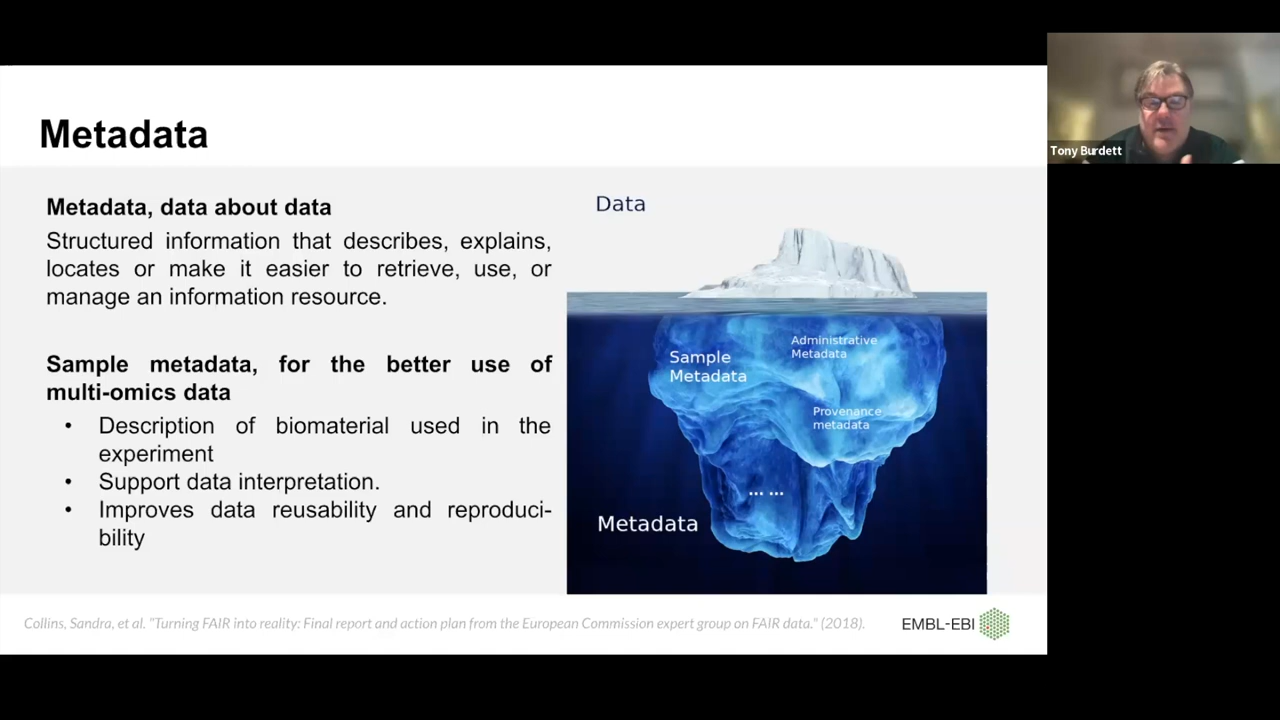 Metadata
Metadata, data about data
Structured information that describes, explains,
locates or make it easier to retrieve, use, or
manage an information resource.
Sample metadata, for the better use of
multi-omics data
• Description of biomaterial used in the
experiment
• Support data interpretation.
• Improves data reusability and reproduci-
bility
Data
Sample
Metadata
Administrative
Metadata
Provenance
metadata
... ...
Metadata
Collins, Sandra, et al. "Turning FAIR into reality: Final report and action plan from the European Commission expert group on FAIR data." (2018).
EMBL-EBI
Tony Burdett